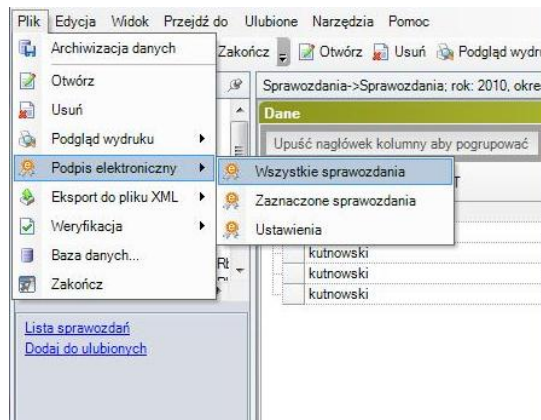 Plik Edycja Widok Przejdź do Ulubione Narzędzia Pomoc
Archiwizacja danych
Zakończ Otwórz Usuń Podgląd wydru
Otwórz
Usuń
Podgląd wydruku
Podpis elektroniczny
Eksport do pliku XML
Weryfikacja
Baza danych...
Zakończ
Sprawozdania->Sprawozdania; rok: 2010, okre
Dane
Upuść nagłówek kolumny aby pogrupować
Wszystkie sprawozdania
Zaznaczone sprawozdania
Ustawienia
kutnowski
kutnowski
kutnowski
Lista sprawozdań
Dodaj do ulubionych